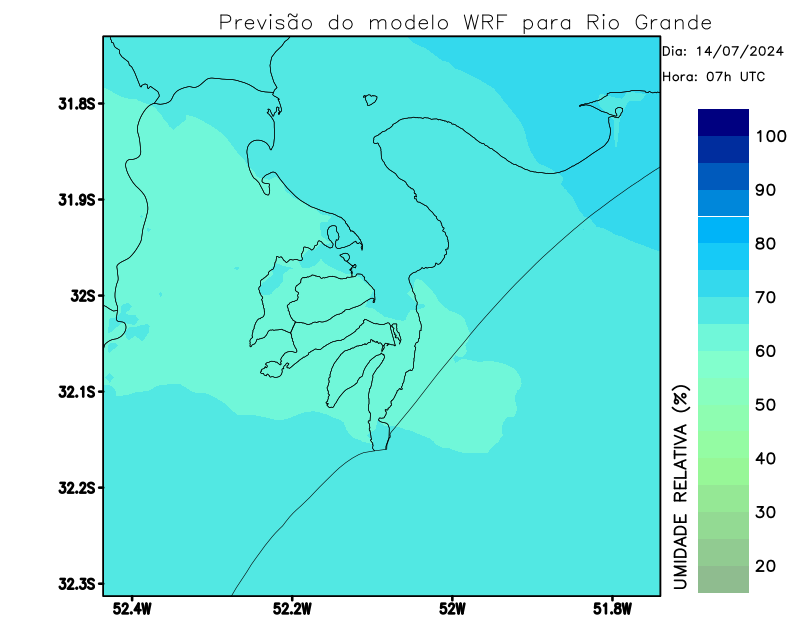 Previsão do modelo WRF para Rio Grande
Dia: 14/07/2024
Hora: 07h UTC
31.8S
31.9S
32S
32.1S
32.2S
32.3S
52.4W
52.2W
52W
51.8W
100
90
80
70
60
50
40
30
20
UMIDADE RELATIVA (%)